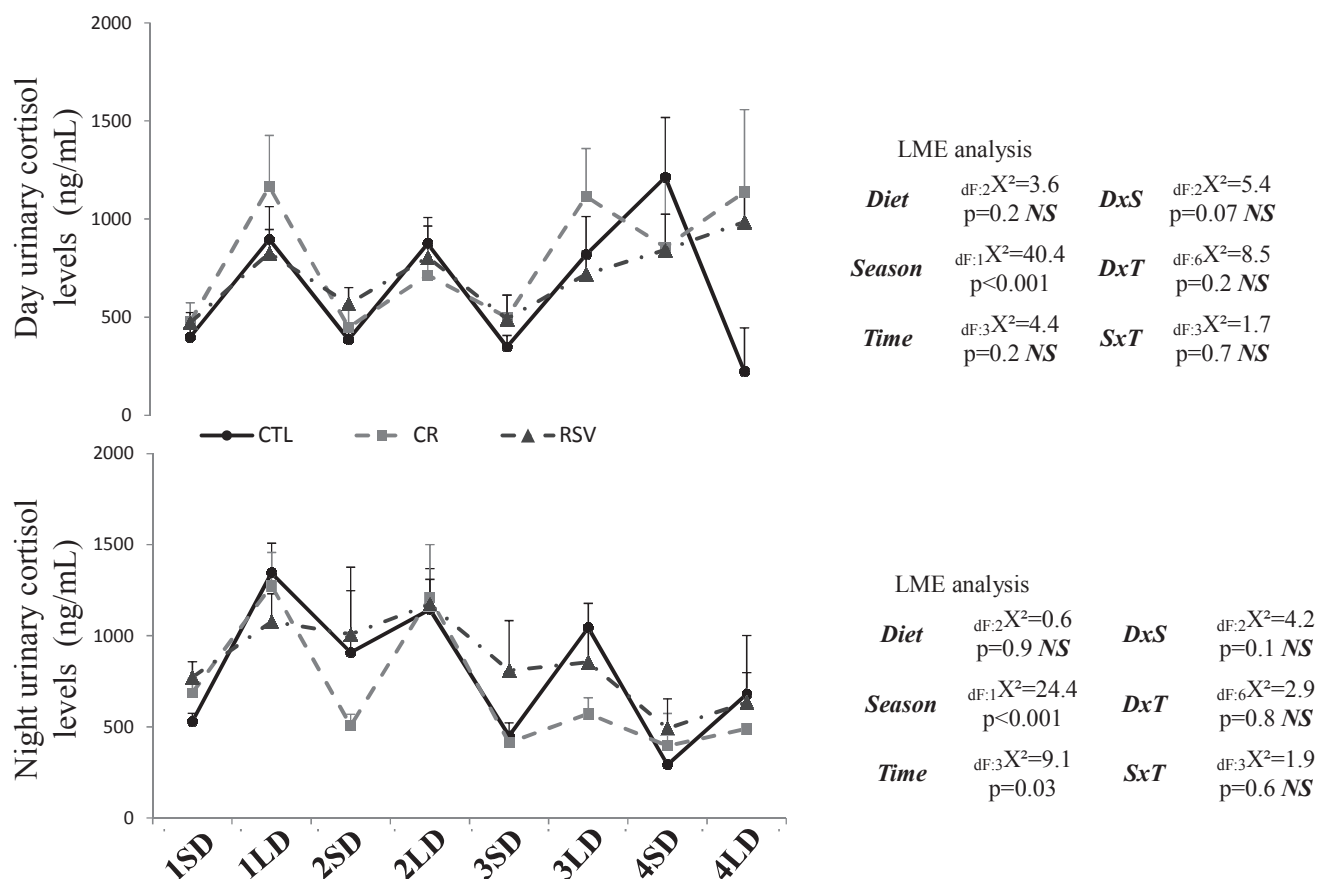 Day urinary cortisol
levels (ng/mL)
2000
1500
1000
500
0
LME analysis
Diet dF:2X²=3.6 DxS dF:2X²=5.4
p=0.2 NS p=0.07 NS
Season dF:1X²=40.4 DxT dF:6X²=8.5
p<0.001 p=0.2 NS
Time dF:3X²=4.4 SxT dF:3X²=1.7
p=0.2 NS p=0.7 NS
CTL CR RSV
Night urinary cortisol
levels (ng/mL)
2000
1500
1000
500
0
LME analysis
Diet dF:2X²=0.6 DxS dF:2X²=4.2
p=0.9 NS p=0.1 NS
Season dF:1X²=24.4 DxT dF:6X²=2.9
p<0.001 p=0.8 NS
Time dF:3X²=9.1 SxT dF:3X²=1.9
p=0.03 p=0.6 NS
1SD 1LD 2SD 2LD 3SD 3LD 4SD 4LD